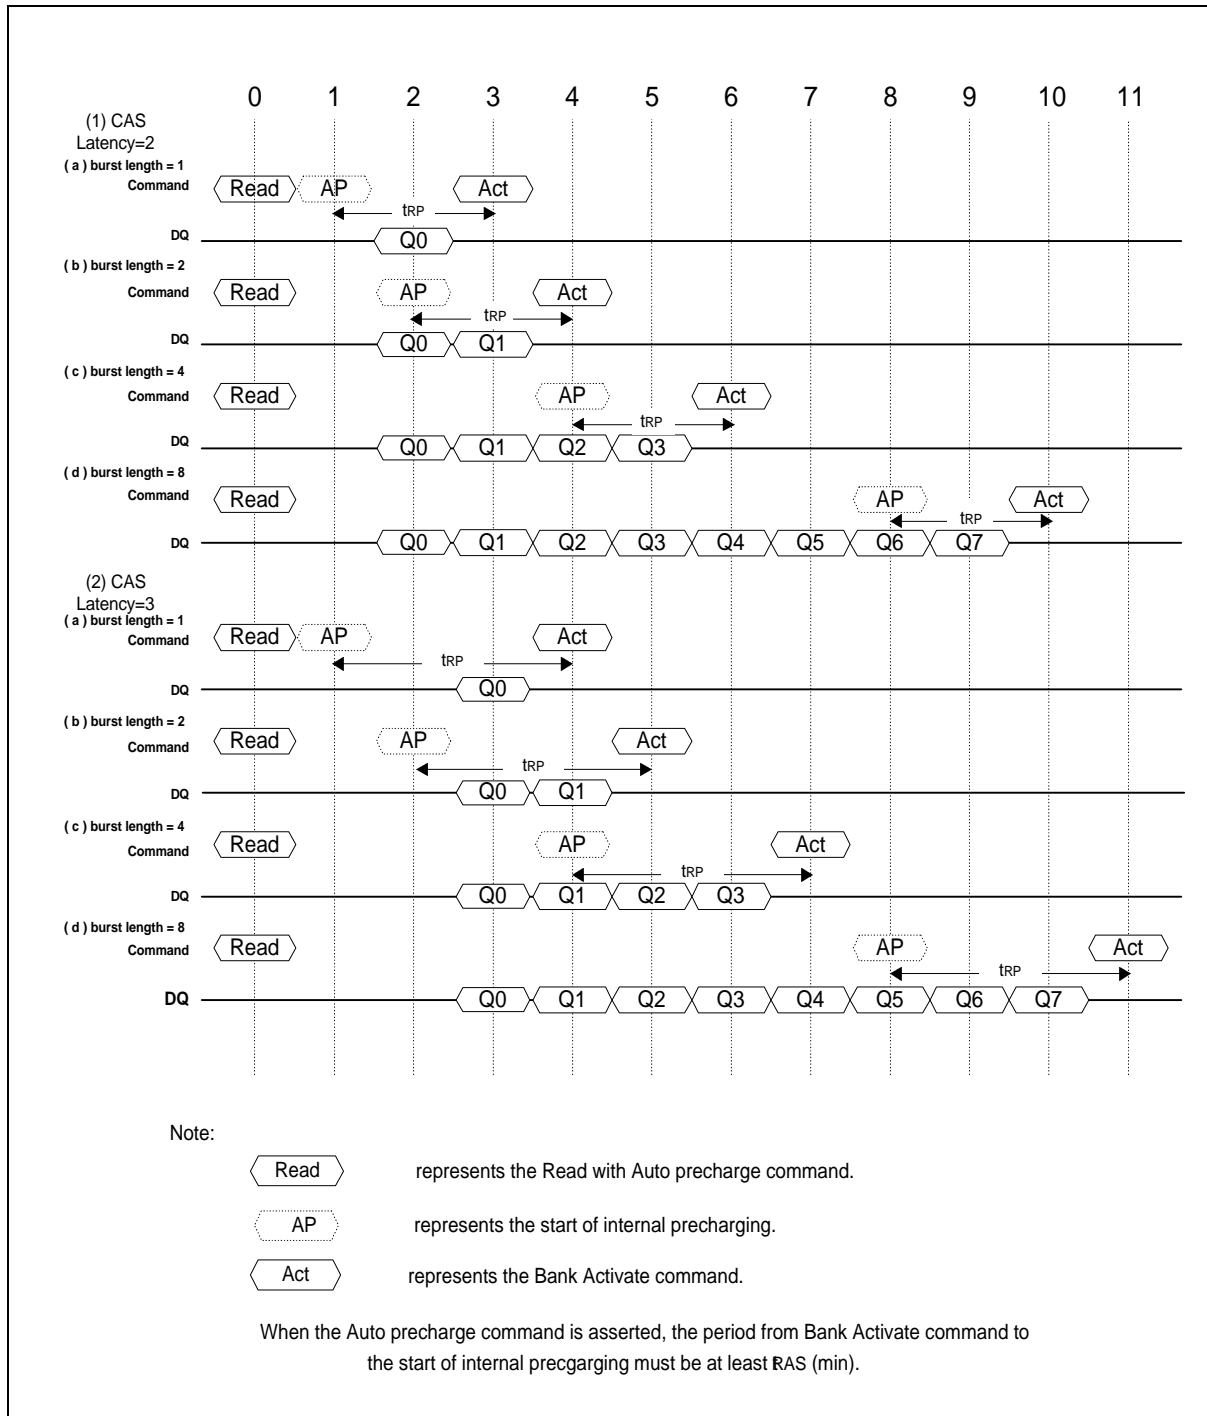 0 1 2 3 4 5 6 7 8 9 10 11
(1) CAS
Latency=2
( a ) burst length = 1
Command Read AP Act
tRP
DQ Q0
( b ) burst length = 2
Command Read AP Act
tRP
DQ Q0 Q1
( c ) burst length = 4
Command Read AP Act
tRP
DQ Q0 Q1 Q2 Q3
( d ) burst length = 8
Command Read AP Act
tRP
DQ Q0 Q1 Q2 Q3 Q4 Q5 Q6 Q7
(2) CAS
Latency=3
( a ) burst length = 1
Command Read AP Act
tRP
DQ Q0
( b ) burst length = 2
Command Read AP Act
tRP
DQ Q0 Q1
( c ) burst length = 4
Command Read AP Act
tRP
DQ Q0 Q1 Q2 Q3
( d ) burst length = 8
Command Read AP Act
tRP
DQ Q0 Q1 Q2 Q3 Q4 Q5 Q6 Q7
Note:
Read represents the Read with Auto precharge command.
AP represents the start of internal precharging.
Act represents the Bank Activate command.
When the Auto precharge command is asserted, the period from Bank Activate command to
the start of internal precgarging must be at least tRAS (min).